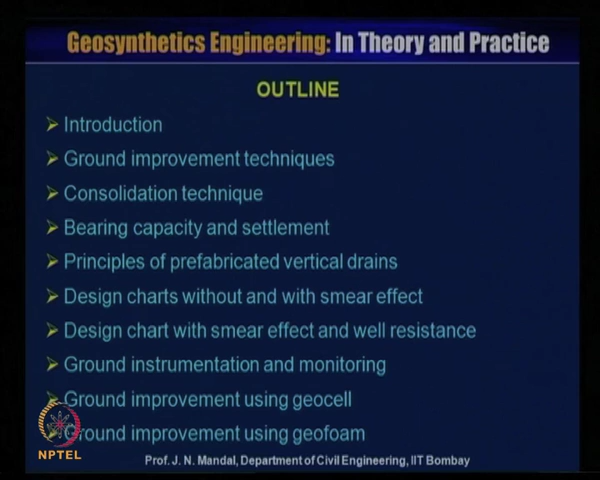 Geosynthetics Engineering: In Theory and Practice
OUTLINE
Introduction
Ground improvement techniques
Consolidation technique
Bearing capacity and settlement
Principles of prefabricated vertical drains
Design charts without and with smear effect
Design chart with smear effect and well resistance
Ground instrumentation and monitoring
Ground improvement using geocell
Ground improvement using geofoam
NPTEL
Prof. J. N. Mandal, Department of Civil Engineering, IIT Bombay